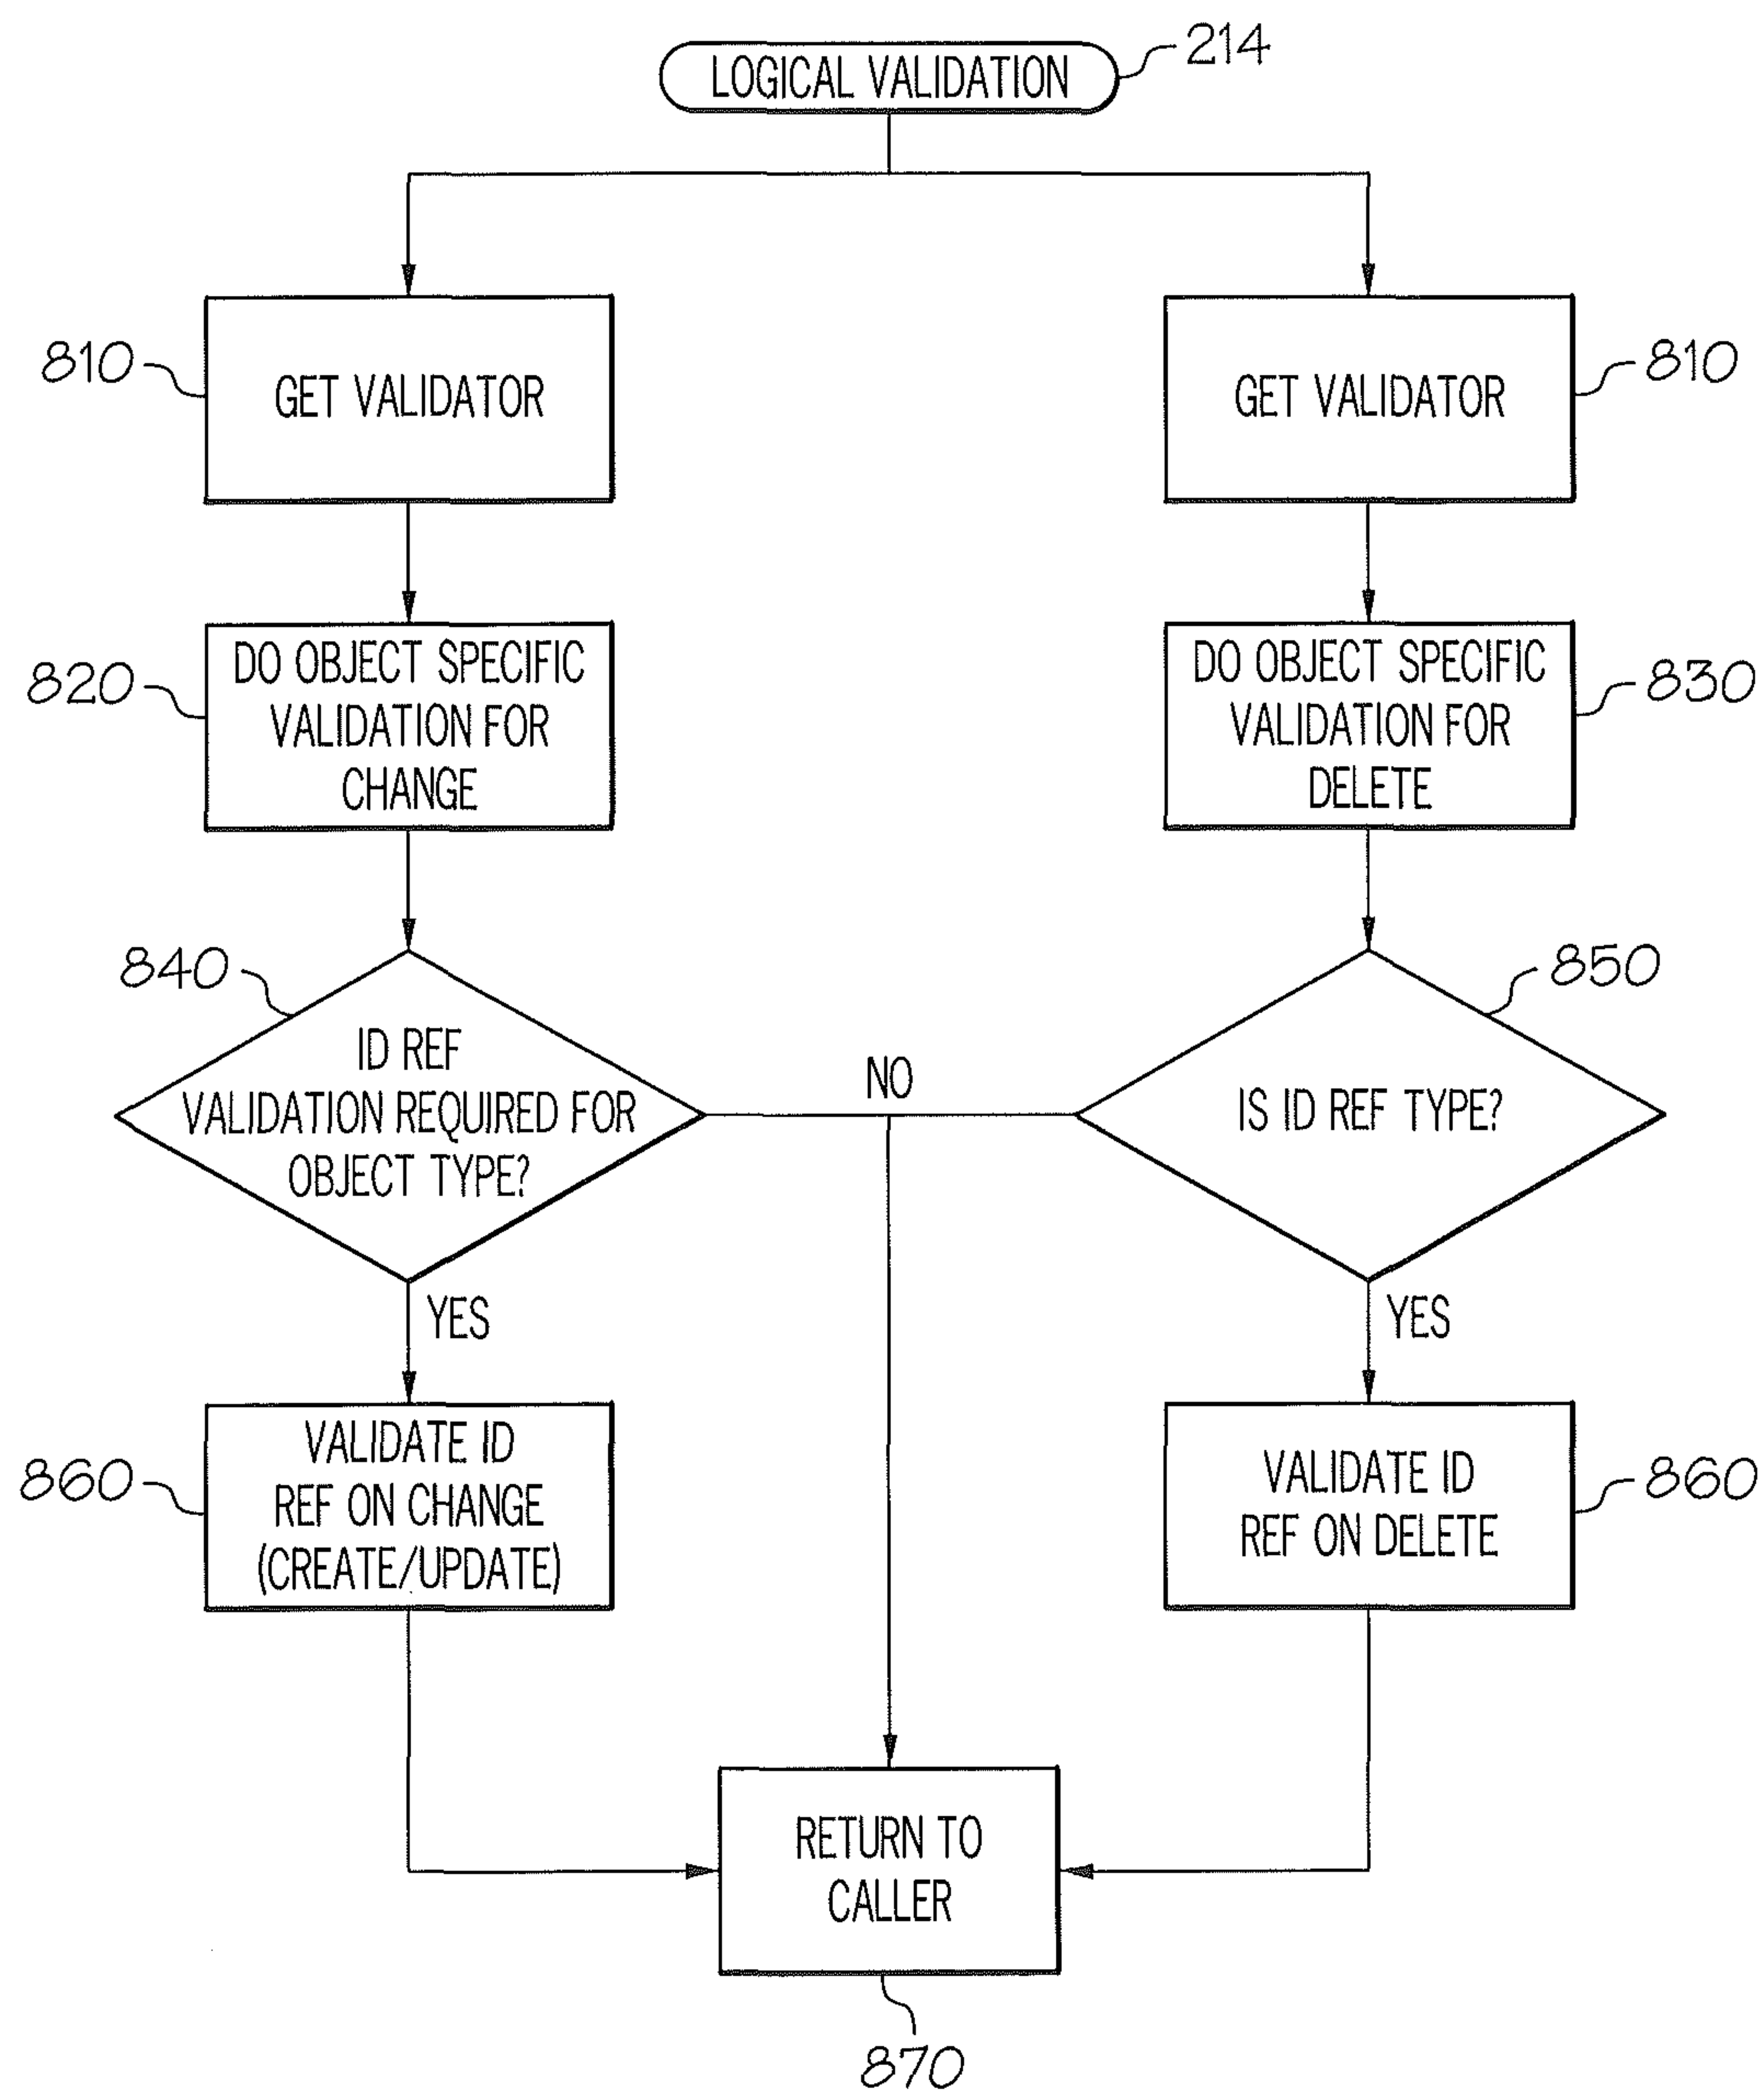 LOGICAL VALIDATION
214
810
GET VALIDATOR
GET VALIDATOR
810
820
DO OBJECT SPECIFIC
VALIDATION FOR
CHANGE
DO OBJECT SPECIFIC
VALIDATION FOR
DELETE
830
840
ID REF
VALIDATION REQUIRED FOR
OBJECT TYPE?
NO
IS ID REF TYPE?
850
YES
YES
860
VALIDATE ID
REF ON CHANGE
(CREATE/UPDATE)
VALIDATE ID
REF ON DELETE
860
RETURN TO
CALLER
870